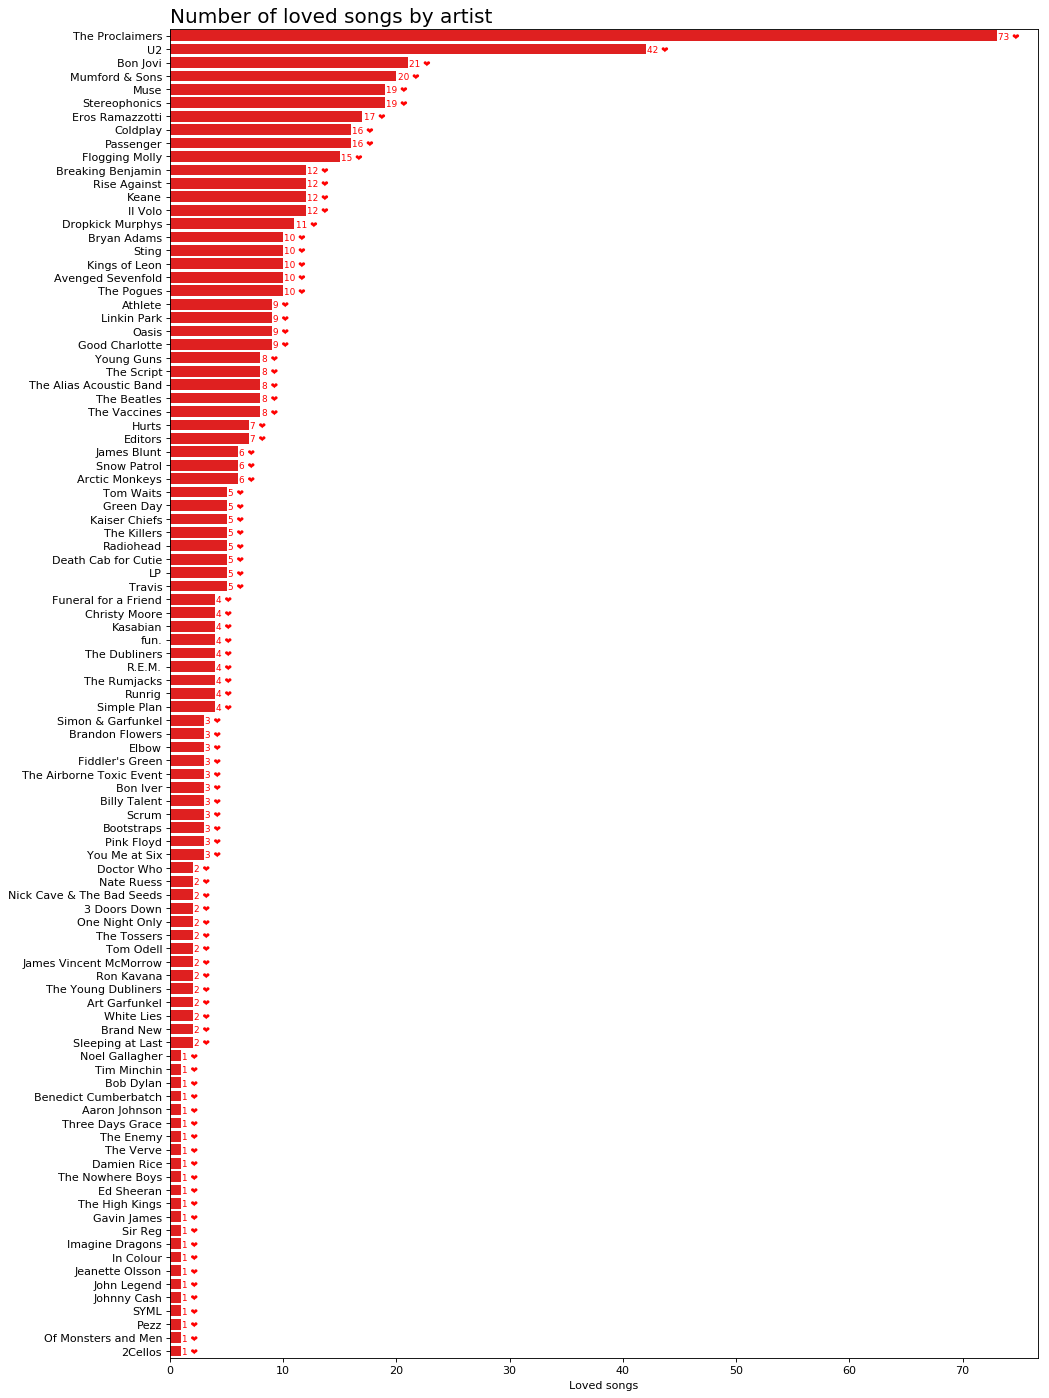 Number of loved songs by artist
The Proclaimers 73 ❤
U2 42 ❤
Bon Jovi 21 ❤
Mumford & Sons 20 ❤
Muse 19 ❤
Stereophonics 19 ❤
Eros Ramazzotti 17 ❤
Coldplay 16 ❤
Passenger 16 ❤
Flogging Molly 15 ❤
Breaking Benjamin 12 ❤
Rise Against 12 ❤
Keane 12 ❤
Il Volo 12 ❤
Dropkick Murphys 11 ❤
Bryan Adams 10 ❤
Sting 10 ❤
Kings of Leon 10 ❤
Avenged Sevenfold 10 ❤
The Pogues 10 ❤
Athlete 9 ❤
Linkin Park 9 ❤
Oasis 9 ❤
Good Charlotte 9 ❤
Young Guns 8 ❤
The Script 8 ❤
The Alias Acoustic Band 8 ❤
The Beatles 8 ❤
The Vaccines 8 ❤
Hurts 7 ❤
Editors 7 ❤
James Blunt 6 ❤
Snow Patrol 6 ❤
Arctic Monkeys 6 ❤
Tom Waits 5 ❤
Green Day 5 ❤
Kaiser Chiefs 5 ❤
The Killers 5 ❤
Radiohead 5 ❤
Death Cab for Cutie 5 ❤
LP 5 ❤
Travis 5 ❤
Funeral for a Friend 4 ❤
Christy Moore 4 ❤
Kasabian 4 ❤
fun. 4 ❤
The Dubliners 4 ❤
R.E.M. 4 ❤
The Rumjacks 4 ❤
Runrig 4 ❤
Simple Plan 4 ❤
Simon & Garfunkel 3 ❤
Brandon Flowers 3 ❤
Elbow 3 ❤
Fiddler's Green 3 ❤
The Airborne Toxic Event 3 ❤
Bon Iver 3 ❤
Billy Talent 3 ❤
Scrum 3 ❤
Bootstraps 3 ❤
Pink Floyd 3 ❤
You Me at Six 3 ❤
Doctor Who 2 ❤
Nate Ruess 2 ❤
Nick Cave & The Bad Seeds 2 ❤
3 Doors Down 2 ❤
One Night Only 2 ❤
The Tossers 2 ❤
Tom Odell 2 ❤
James Vincent McMorrow 2 ❤
Ron Kavana 2 ❤
The Young Dubliners 2 ❤
Art Garfunkel 2 ❤
White Lies 2 ❤
Brand New 2 ❤
Sleeping at Last 2 ❤
Noel Gallagher 1 ❤
Tim Minchin 1 ❤
Bob Dylan 1 ❤
Benedict Cumberbatch 1 ❤
Aaron Johnson 1 ❤
Three Days Grace 1 ❤
The Enemy 1 ❤
The Verve 1 ❤
Damien Rice 1 ❤
The Nowhere Boys 1 ❤
Ed Sheeran 1 ❤
The High Kings 1 ❤
Gavin James 1 ❤
Sir Reg 1 ❤
Imagine Dragons 1 ❤
In Colour 1 ❤
Jeanette Olsson 1 ❤
John Legend 1 ❤
Johnny Cash 1 ❤
SYML 1 ❤
Pezz 1 ❤
Of Monsters and Men 1 ❤
2Cellos 1 ❤
0 10 20 30 40 50 60 70
Loved songs